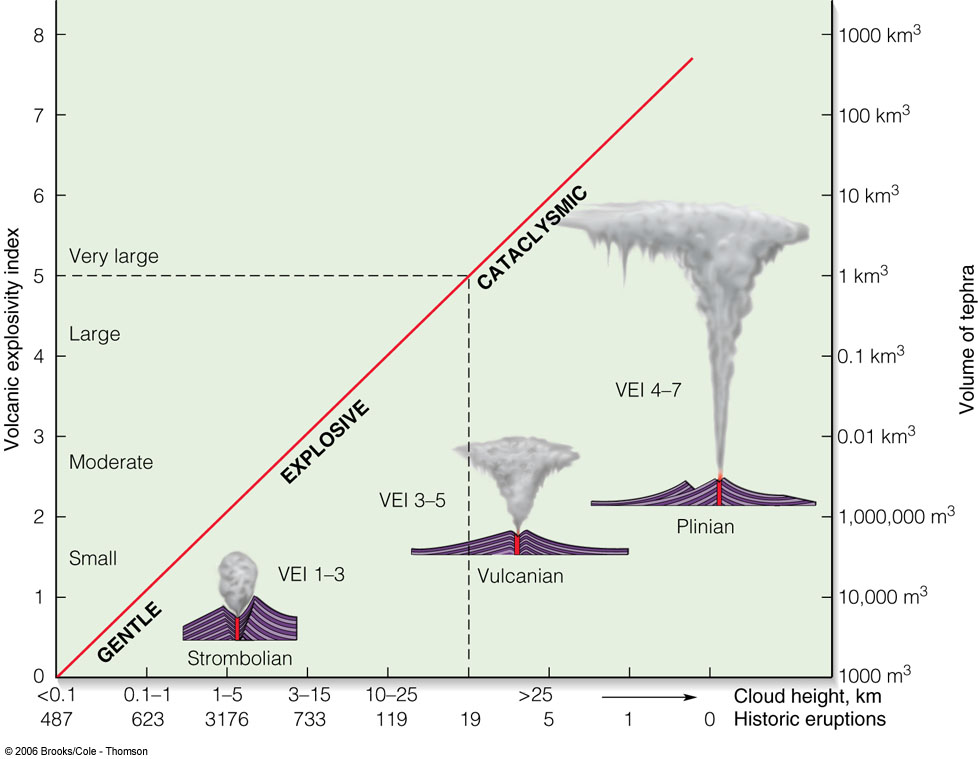 Volcanic explosivity index
8
7
6
5
4
3
2
1
0
Very large
Large
Moderate
Small
GENTLE
EXPLOSIVE
CATACLYSMIC
VEI 1–3
Strombolian
VEI 3–5
Vulcanian
VEI 4–7
Plinian
1000 km³
100 km³
10 km³
1 km³
0.1 km³
0.01 km³
1,000,000 m³
10,000 m³
1000 m³
Volume of tephra
<0.1 0.1–1 1–5 3–15 10–25 >25 Cloud height, km
487 623 3176 733 119 19 5 1 0 Historic eruptions
© 2006 Brooks/Cole - Thomson